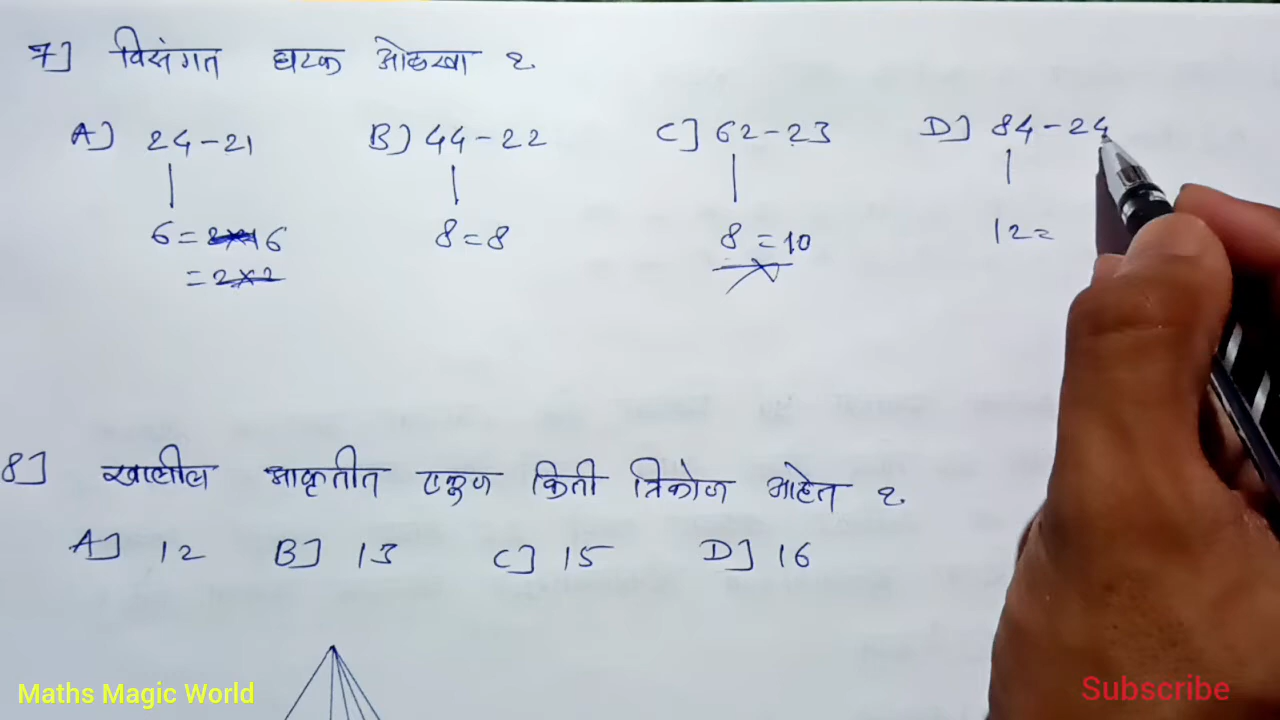 7] विसंगत घटक ओळखा ?
A] 24-21 B] 44-22 C] 62-23 D] 84-24
6 = 6 8=8 8=10 12=
= 2×2
8] खालील आकृतीत एकुण किती त्रिकोण आहेत ?
A] 12 B] 13 C] 15 D] 16
Maths Magic World Subscribe